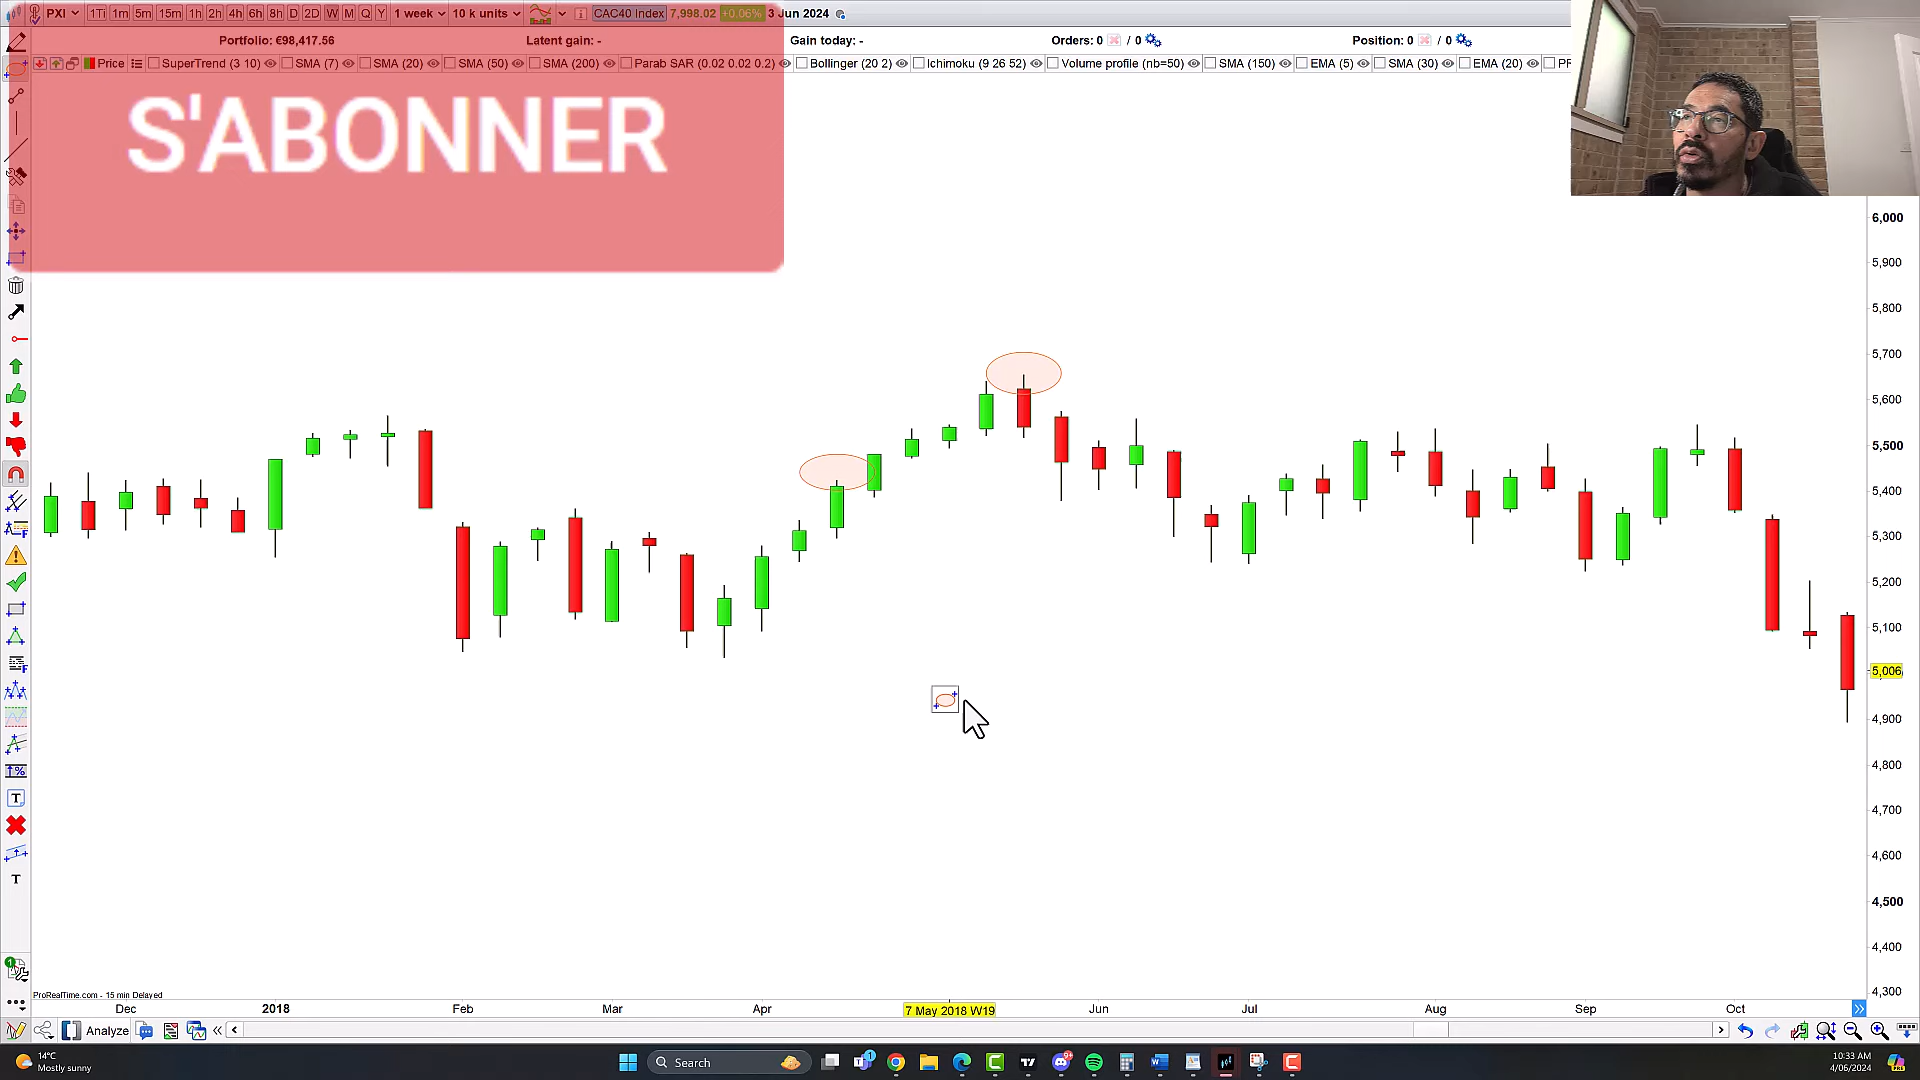 PXI 1Ti 1m 5m 15m 1h 2h 4h 6h 8h D 2D W M Q Y 1 week 10 k units CAC40 Index 7,998.02 +0.06% 3 Jun 2024
Portfolio: €98,417.56 Latent gain: - Gain today: - Orders: 0 / 0 Position: 0 / 0
Price SuperTrend (3 10) SMA (7) SMA (20) SMA (50) SMA (200) Parab SAR (0.02 0.02 0.2) Bollinger (20 2) Ichimoku (9 26 52) Volume profile (nb=50) SMA (150) EMA (5) SMA (30) EMA (20)
S'ABONNER
6,000
5,900
5,800
5,700
5,600
5,500
5,400
5,300
5,200
5,100
5,006
4,900
4,800
4,700
4,600
4,500
4,400
4,300
T
T
ProRealTime.com - 15 min Delayed
Dec 2018 Feb Mar Apr 7 May 2018 W19 Jun Jul Aug Sep Oct
Analyze
14°C
Mostly sunny
Search
10:33 AM
4/06/2024